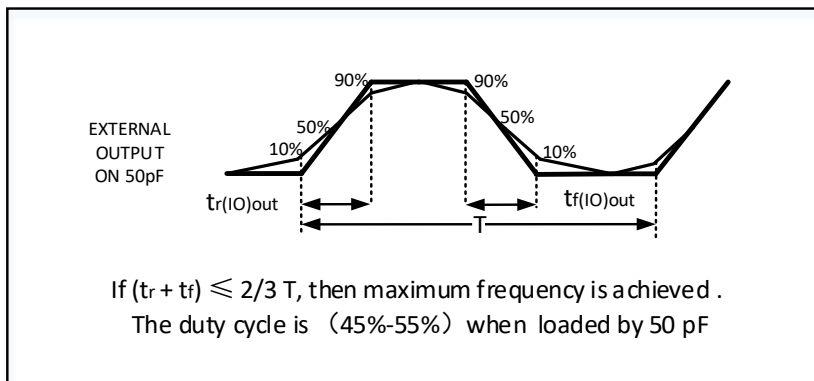 90%
90%
50%
50%
EXTERNAL
OUTPUT
ON 50pF
10%
10%
tr(IO)out
tf(IO)out
T
If (tr + tf) ≤ 2/3 T, then maximum frequency is achieved .
The duty cycle is （45%-55%）when loaded by 50 pF